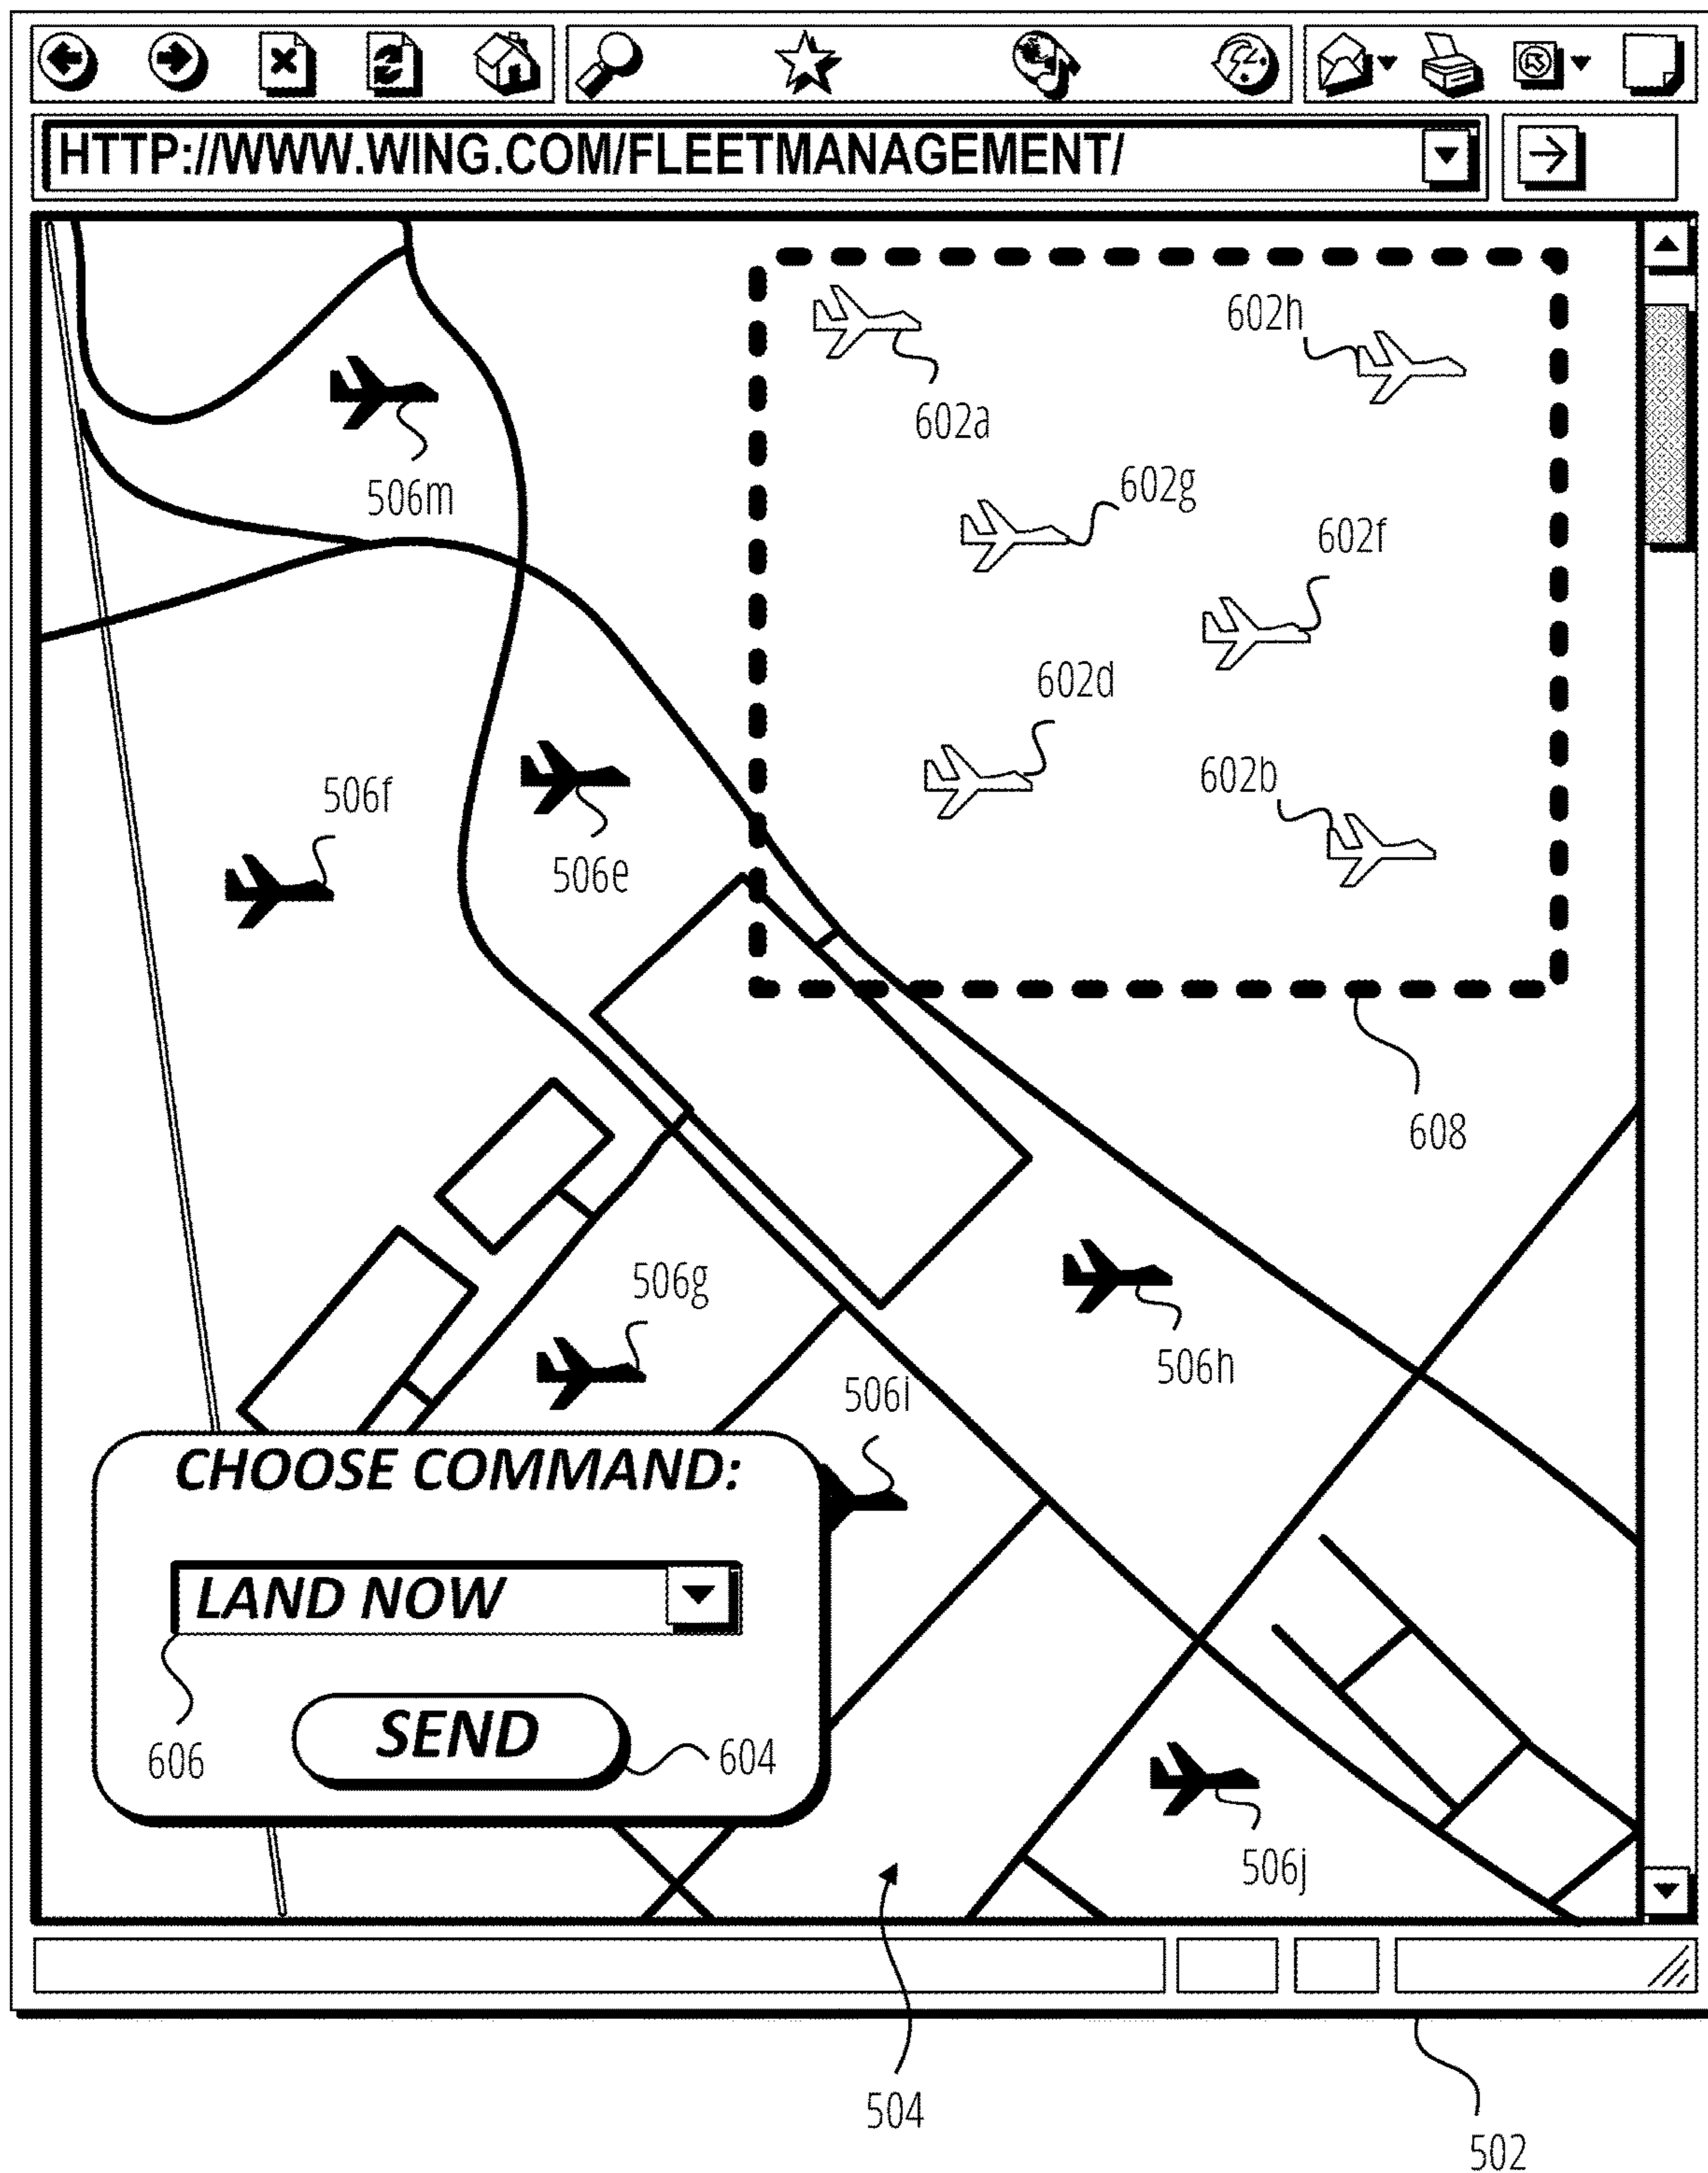 HTTP://WWW.WING.COM/FLEETMANAGEMENT/
602h
602a
506m
602g
602f
602d
602b
506f
506e
608
506g
506h
506i
CHOOSE COMMAND:
LAND NOW
SEND
606
604
506j
504
502